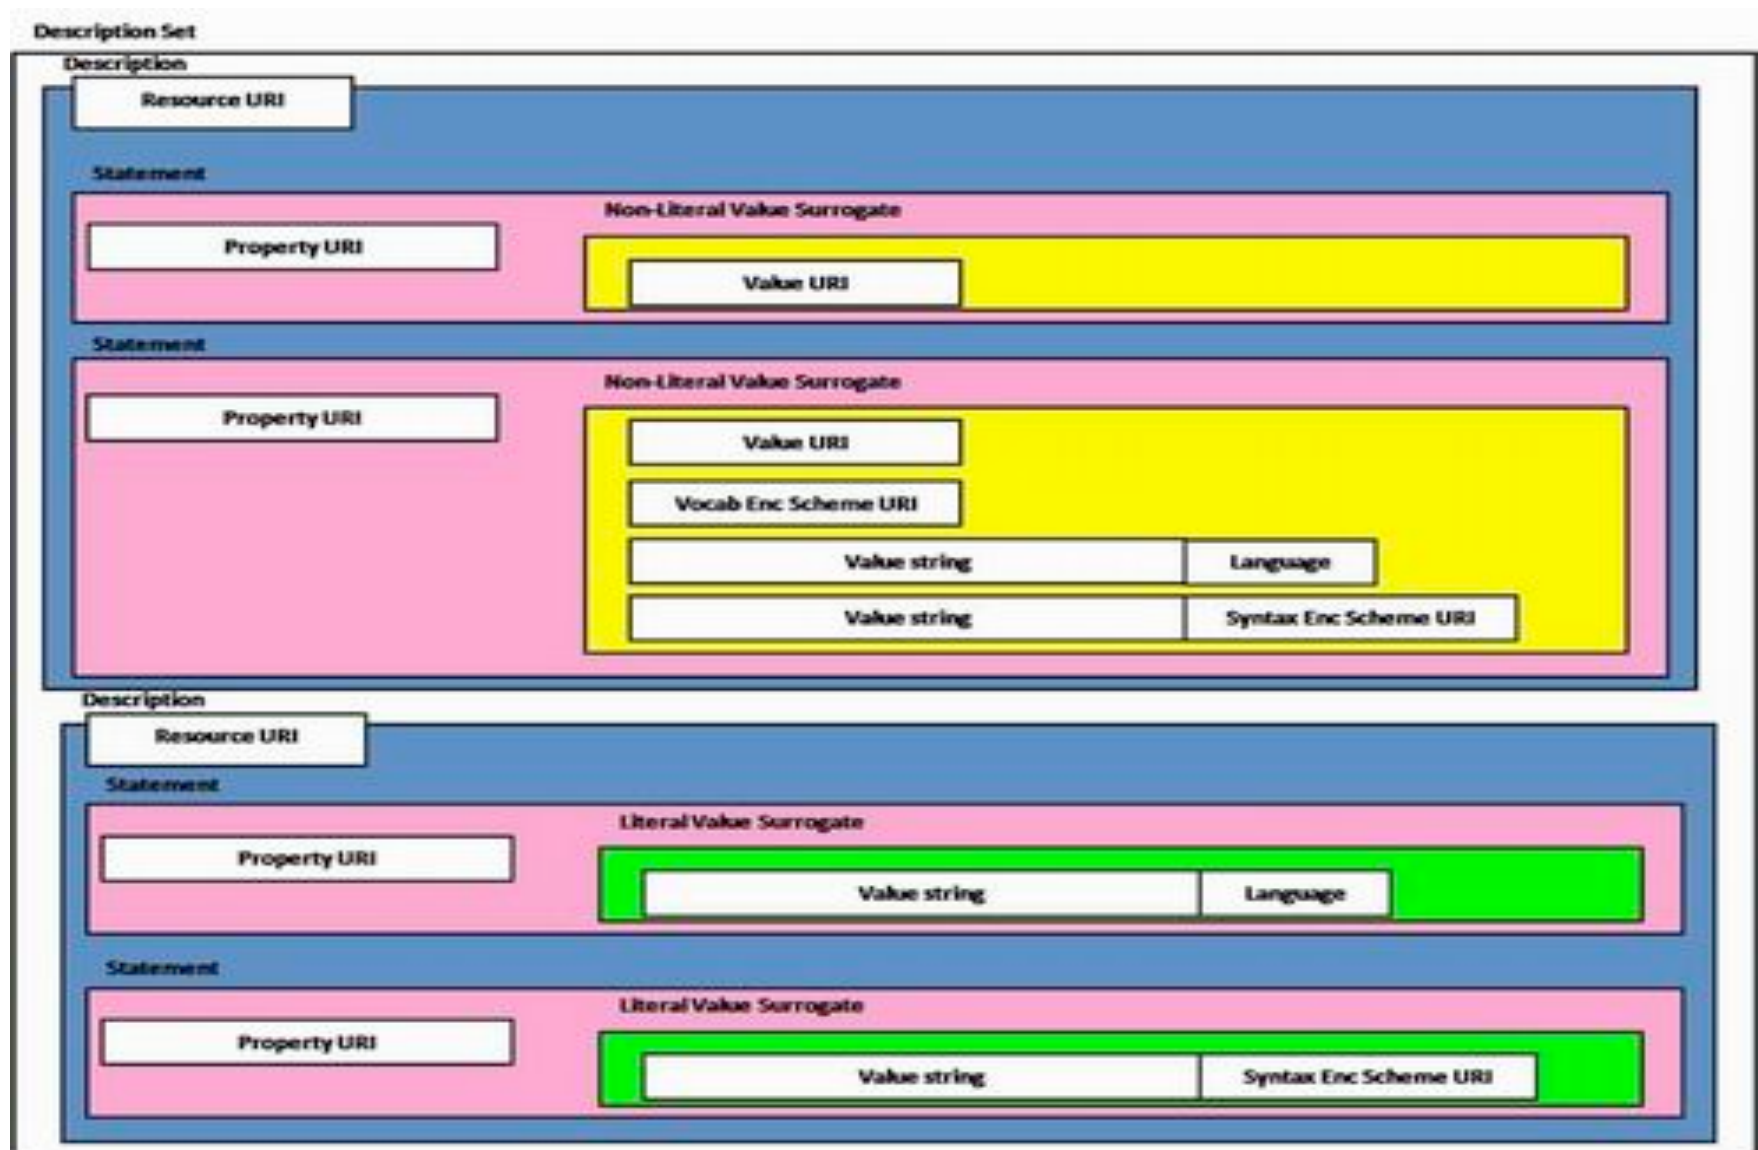 Description Set
Description
Resource URI
Statement
Non-Literal Value Surrogate
Property URI
Value URI
Statement
Non-Literal Value Surrogate
Property URI
Value URI
Vocab Enc Scheme URI
Value string Language
Value string Syntax Enc Scheme URI
Description
Resource URI
Statement
Literal Value Surrogate
Property URI
Value string Language
Statement
Literal Value Surrogate
Property URI
Value string Syntax Enc Scheme URI